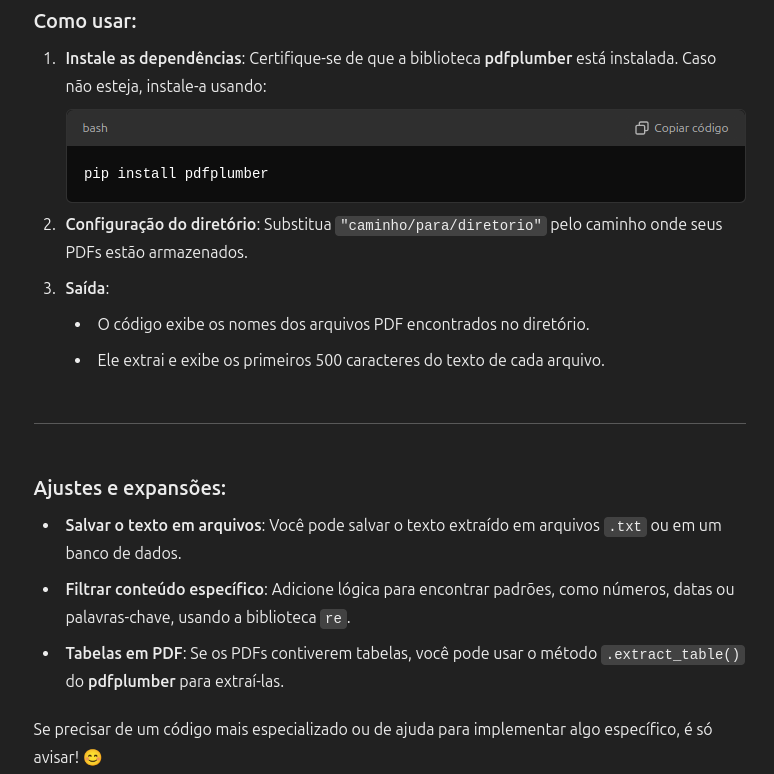 Como usar:
1. Instale as dependências: Certifique-se de que a biblioteca pdfplumber está instalada. Caso
não esteja, instale-a usando:
bash Copiar código
pip install pdfplumber
2. Configuração do diretório: Substitua "caminho/para/diretorio" pelo caminho onde seus
PDFs estão armazenados.
3. Saída:
• O código exibe os nomes dos arquivos PDF encontrados no diretório.
• Ele extrai e exibe os primeiros 500 caracteres do texto de cada arquivo.
Ajustes e expansões:
• Salvar o texto em arquivos: Você pode salvar o texto extraído em arquivos .txt ou em um
banco de dados.
• Filtrar conteúdo específico: Adicione lógica para encontrar padrões, como números, datas ou
palavras-chave, usando a biblioteca re.
• Tabelas em PDF: Se os PDFs contiverem tabelas, você pode usar o método .extract_table()
do pdfplumber para extraí-las.
Se precisar de um código mais especializado ou de ajuda para implementar algo específico, é só
avisar! 😊